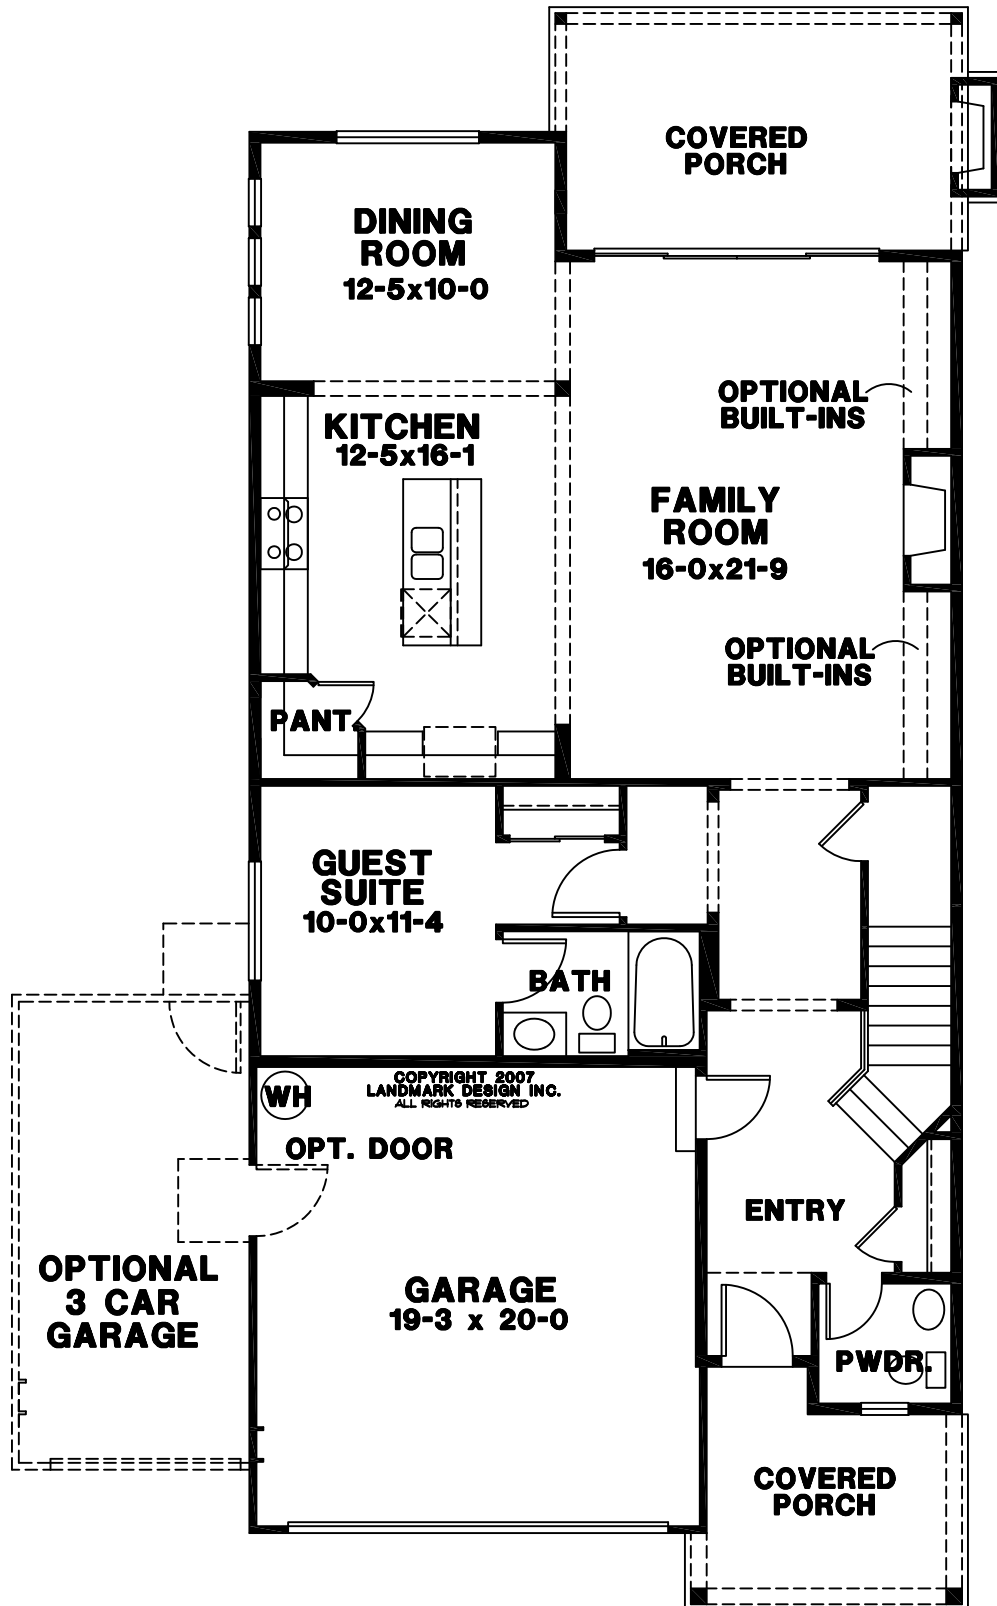 COVERED
PORCH
DINING
ROOM
12-5x10-0
OPTIONAL
BUILT-INS
KITCHEN
12-5x16-1
FAMILY
ROOM
16-0x21-9
OPTIONAL
BUILT-INS
PANT.
GUEST
SUITE
10-0x11-4
BATH
COPYRIGHT 2007
LANDMARK DESIGN INC.
ALL RIGHTS RESERVED
WH
OPT. DOOR
ENTRY
OPTIONAL
3 CAR
GARAGE
GARAGE
19-3 x 20-0
PWDR.
COVERED
PORCH